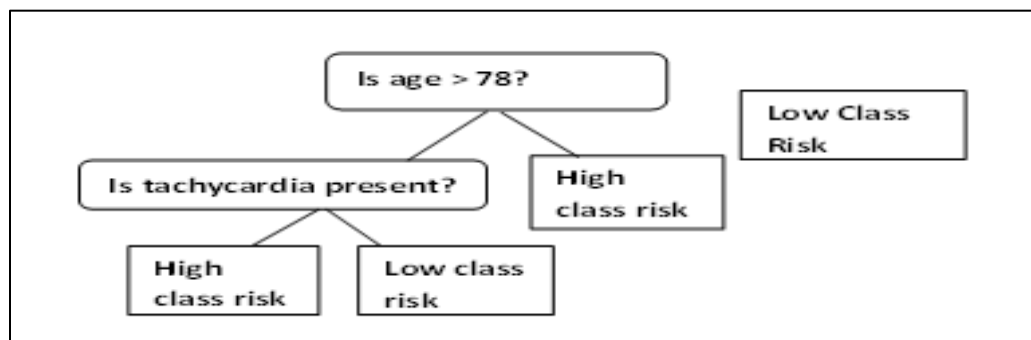 Is age > 78?
Low Class
Risk
Is tachycardia present?
High
class risk
High
class risk
Low class
risk